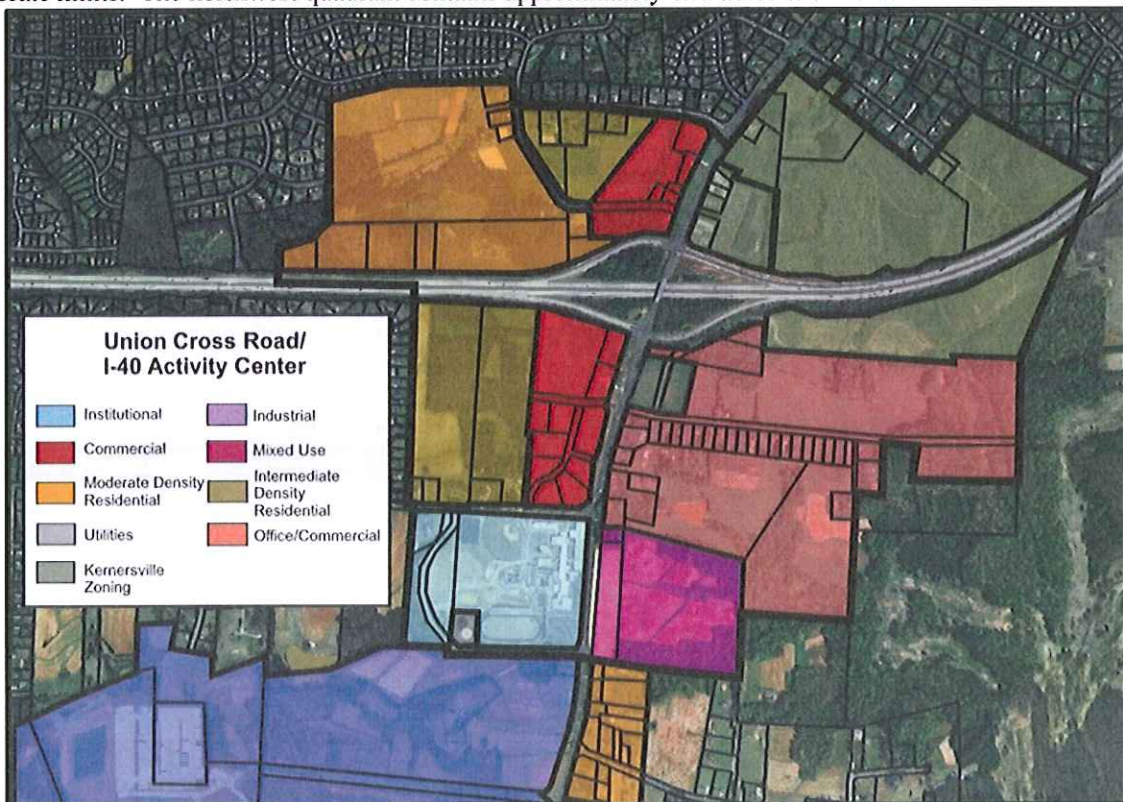 Union Cross Road/
I-40 Activity Center
Institutional
Industrial
Commercial
Mixed Use
Moderate Density
Residential
Intermediate
Density
Residential
Utilities
Office/Commercial
Kernersville
Zoning